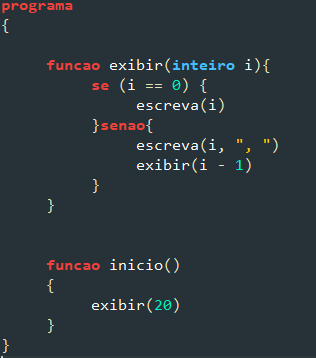 programa
{
funcao exibir(inteiro i){
se (i == 0) {
escreva(i)
}senao{
escreva(i, ", ")
exibir(i - 1)
}
}
funcao inicio()
{
exibir(20)
}
}